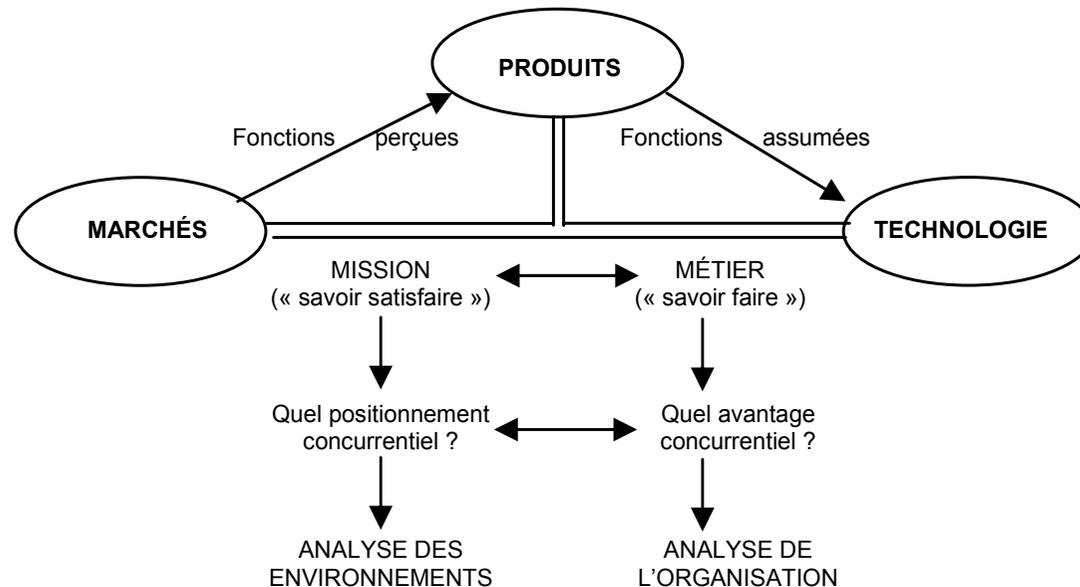 PRODUITS
Fonctions perçues
Fonctions assumées
MARCHÉS
TECHNOLOGIE
MISSION
(« savoir satisfaire »)
MÉTIER
(« savoir faire »)
Quel positionnement
concurrentiel ?
Quel avantage
concurrentiel ?
ANALYSE DES
ENVIRONNEMENTS
ANALYSE DE
L'ORGANISATION